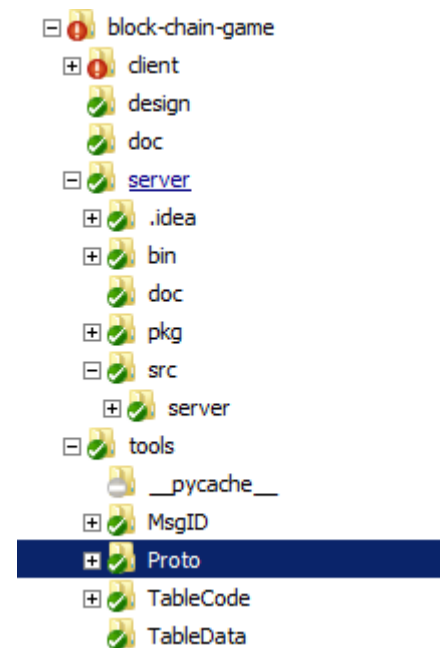 block-chain-game
client
design
doc
server
.idea
bin
doc
pkg
src
server
tools
__pycache__
MsgID
Proto
TableCode
TableData